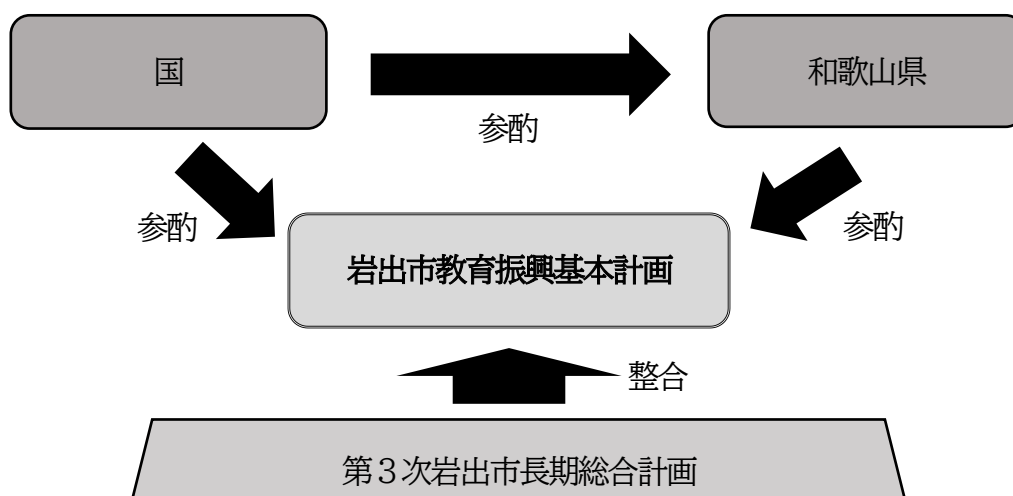 国
和歌山県
参酌
参酌
参酌
岩出市教育振興基本計画
整合
第3次岩出市長期総合計画